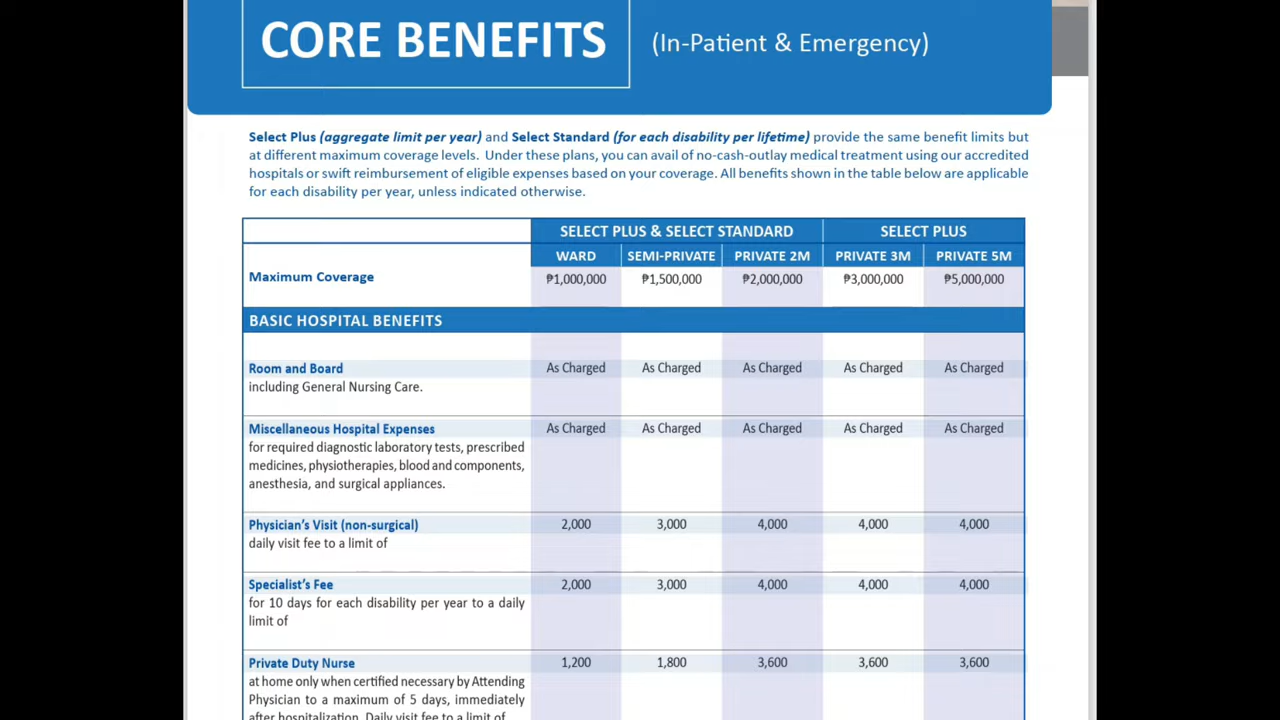 CORE BENEFITS (In-Patient & Emergency)
Select Plus (aggregate limit per year) and Select Standard (for each disability per lifetime) provide the same benefit limits but
at different maximum coverage levels. Under these plans, you can avail of no-cash-outlay medical treatment using our accredited
hospitals or swift reimbursement of eligible expenses based on your coverage. All benefits shown in the table below are applicable
for each disability per year, unless indicated otherwise.
SELECT PLUS & SELECT STANDARD SELECT PLUS
WARD SEMI-PRIVATE PRIVATE 2M PRIVATE 3M PRIVATE 5M
Maximum Coverage ₱1,000,000 ₱1,500,000 ₱2,000,000 ₱3,000,000 ₱5,000,000
BASIC HOSPITAL BENEFITS
Room and Board As Charged As Charged As Charged As Charged As Charged
including General Nursing Care.
Miscellaneous Hospital Expenses As Charged As Charged As Charged As Charged As Charged
for required diagnostic laboratory tests, prescribed
medicines, physiotherapies, blood and components,
anesthesia, and surgical appliances.
Physician's Visit (non-surgical) 2,000 3,000 4,000 4,000 4,000
daily visit fee to a limit of
Specialist's Fee 2,000 3,000 4,000 4,000 4,000
for 10 days for each disability per year to a daily
limit of
Private Duty Nurse 1,200 1,800 3,600 3,600 3,600
at home only when certified necessary by Attending
Physician to a maximum of 5 days, immediately
after hospitalization. Daily visit fee to a limit of